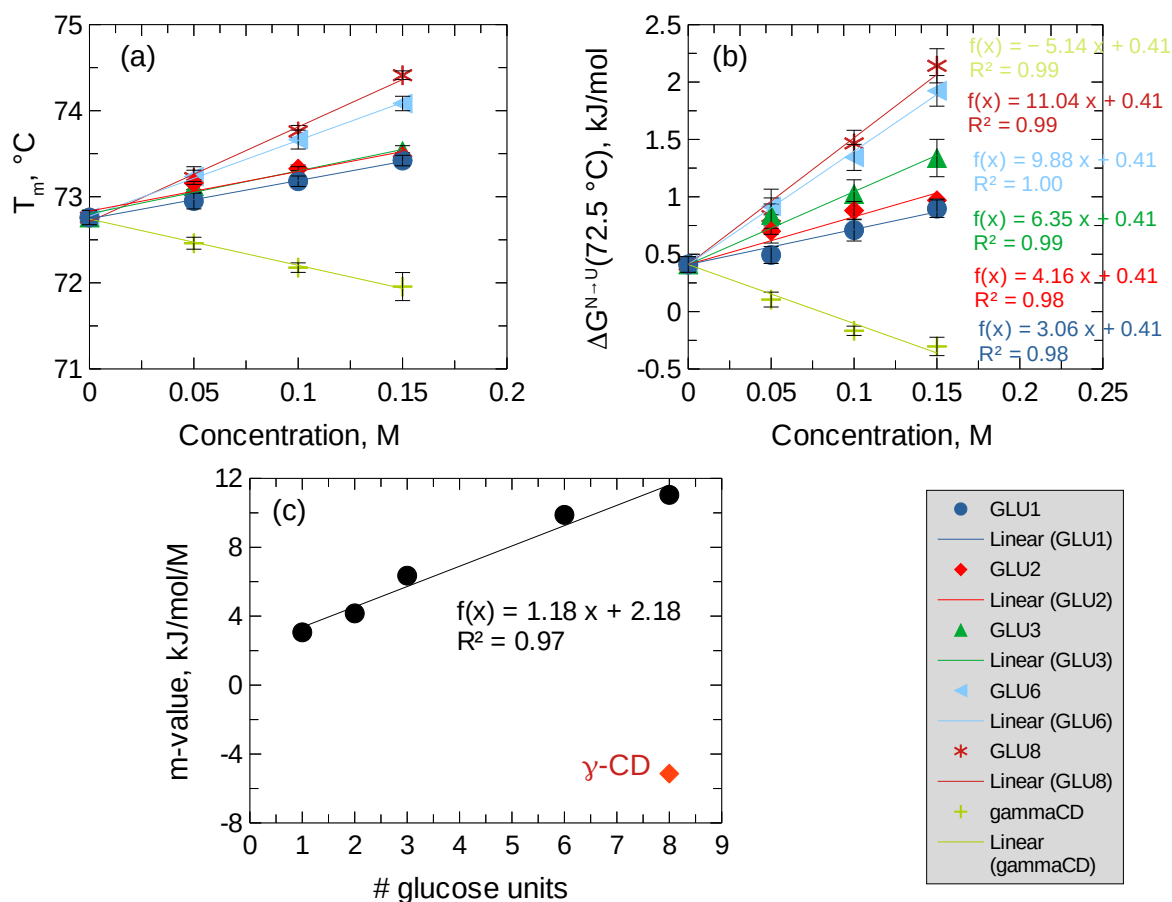 (a)
75
74
73
72
71
Tm, °C
0
0.05
0.1
0.15
0.2
Concentration, M
(b)
2.5
2
1.5
1
0.5
0
-0.5
ΔG^N→U(72.5 °C), kJ/mol
0
0.05
0.1
0.15
0.2
0.25
Concentration, M
f(x) = − 5.14 x + 0.41
R² = 0.99
f(x) = 11.04 x + 0.41
R² = 0.99
f(x) = 9.88 x + 0.41
R² = 1.00
f(x) = 6.35 x + 0.41
R² = 0.99
f(x) = 4.16 x + 0.41
R² = 0.98
f(x) = 3.06 x + 0.41
R² = 0.98
(c)
12
8
4
0
-4
-8
m-value, kJ/mol/M
f(x) = 1.18 x + 2.18
R² = 0.97
γ-CD
0
1
2
3
4
5
6
7
8
9
# glucose units
GLU1
Linear (GLU1)
GLU2
Linear (GLU2)
GLU3
Linear (GLU3)
GLU6
Linear (GLU6)
GLU8
Linear (GLU8)
gammaCD
Linear
(gammaCD)